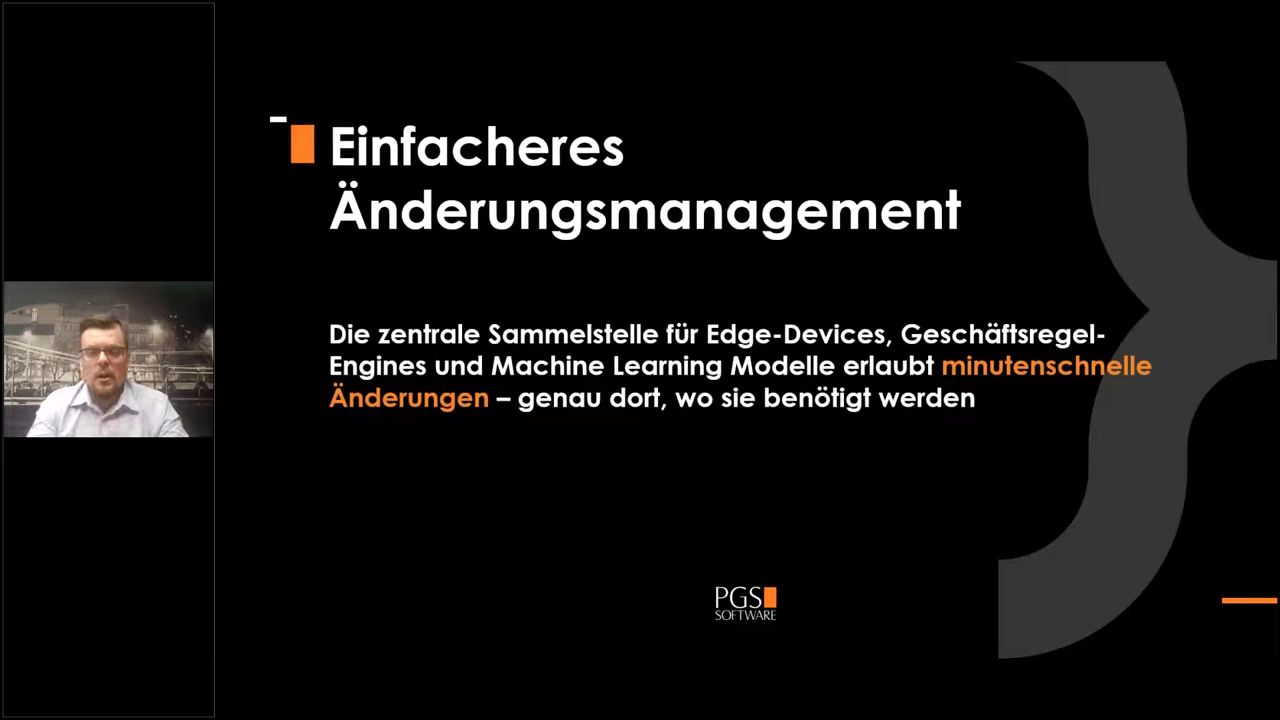 Einfacheres
Änderungsmanagement
Die zentrale Sammelstelle für Edge-Devices, Geschäftsregel-
Engines und Machine Learning Modelle erlaubt minutenschnelle
Änderungen – genau dort, wo sie benötigt werden
PGS
SOFTWARE